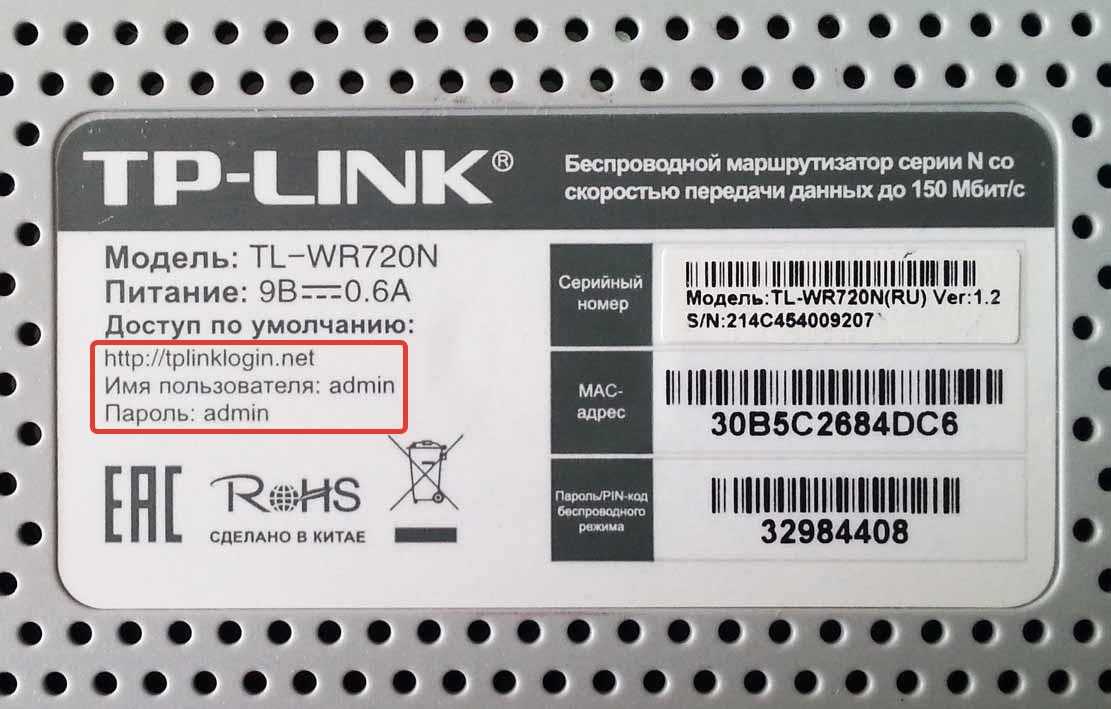 TP-LINK®
Беспроводной маршрутизатор серии N со
скоростью передачи данных до 150 Мбит/с
Модель: TL-WR720N
Питание: 9В⎓0.6А
Доступ по умолчанию:
http://tplinklogin.net
Имя пользователя: admin
Пароль: admin
EAC
RoHS
СДЕЛАНО В КИТАЕ
Серийный
номер
Модель:TL-WR720N(RU) Ver:1.2
S/N:214C454009207
MAC-
адрес
30B5C2684DC6
Пароль/PIN-код
беспроводного
режима
32984408